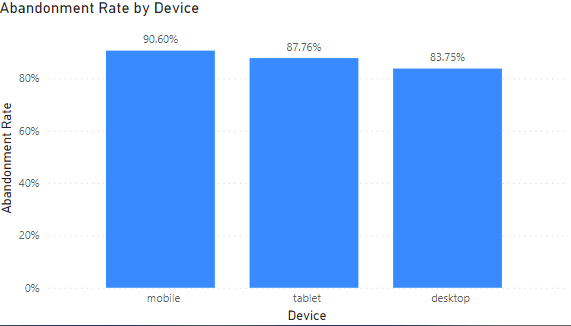 Abandonment Rate by Device
90.60%
87.76%
83.75%
80%
60%
40%
20%
0%
Abandonment Rate
mobile tablet desktop
Device